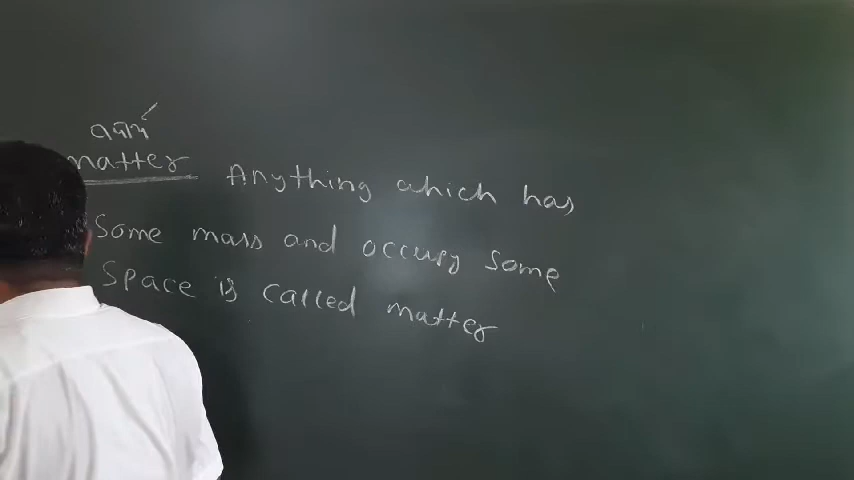 matter Anything which has
Some mass and occupy some
Space is called matter